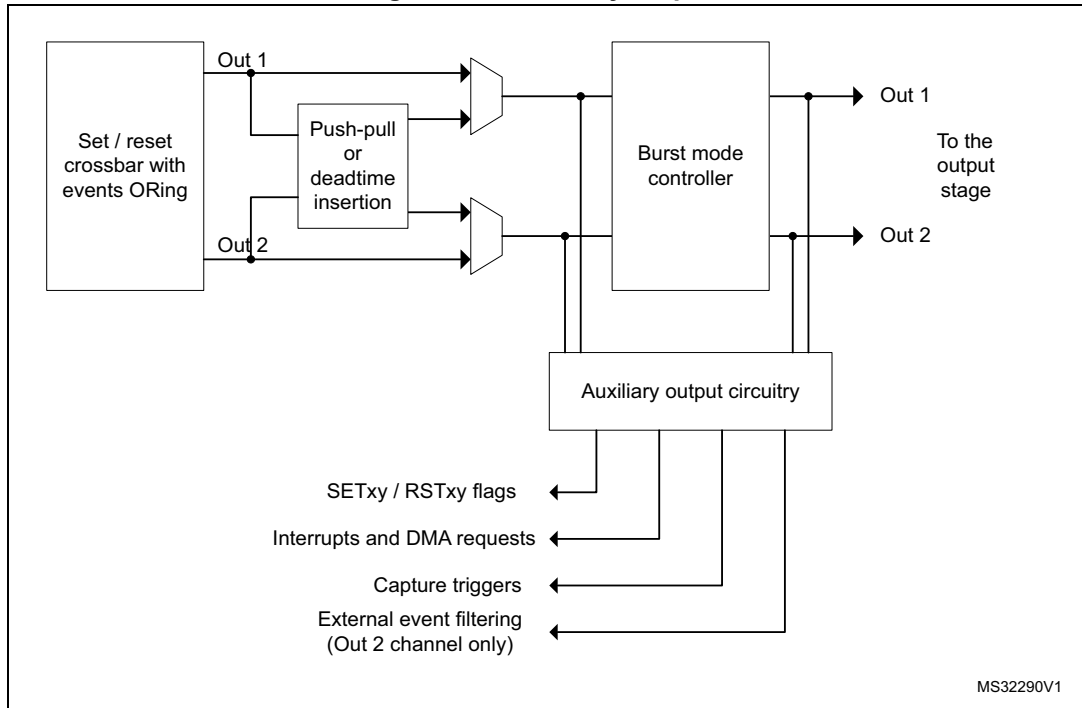 Out 1
Set / reset
crossbar with
events ORing
Push-pull
or
deadtime
insertion
Out 2
Burst mode
controller
Out 1
To the
output
stage
Out 2
Auxiliary output circuitry
SETxy / RSTxy flags
Interrupts and DMA requests
Capture triggers
External event filtering
(Out 2 channel only)
MS32290V1